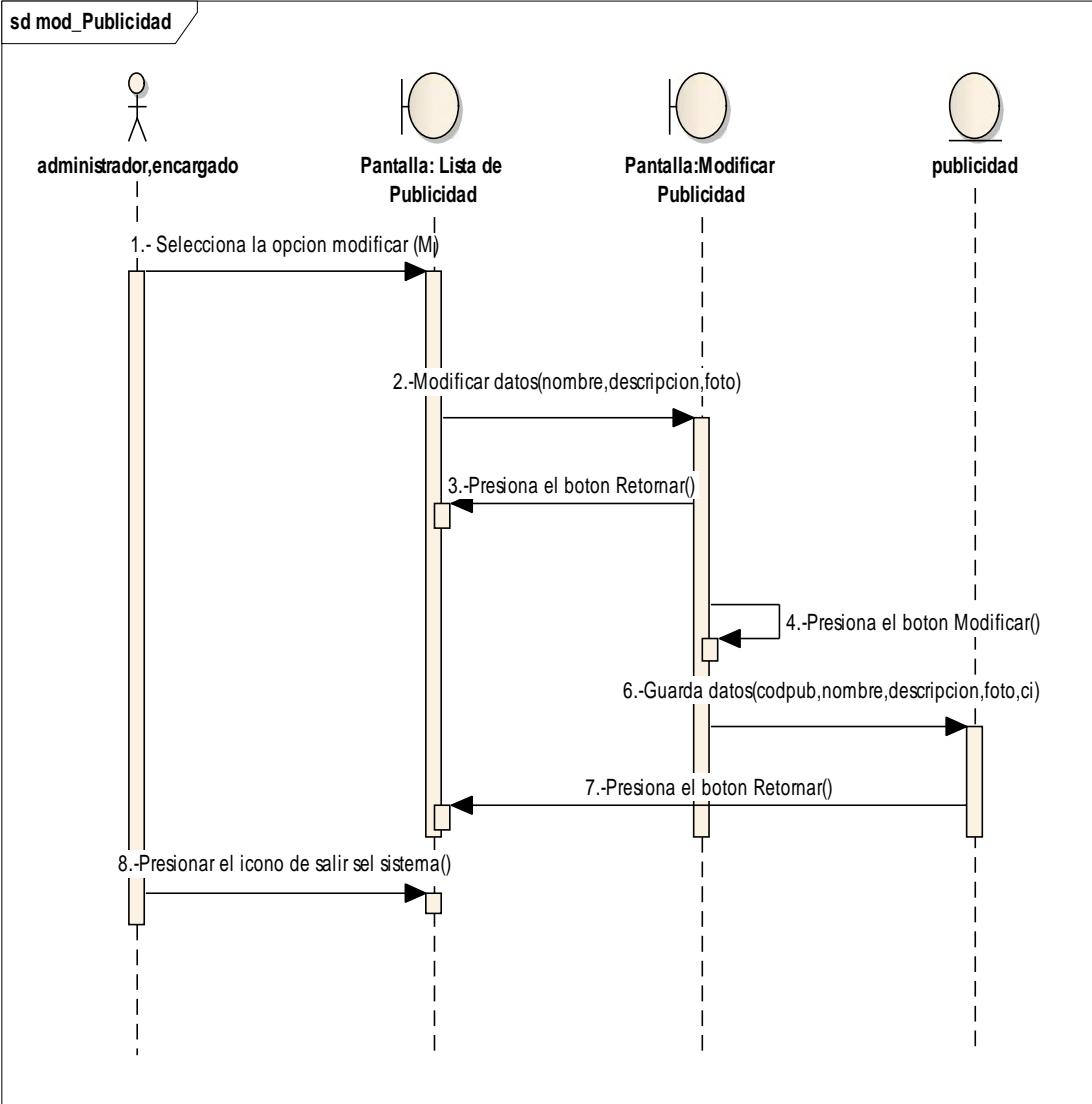 sd mod_Publicidad
administrador,encargado
Pantalla: Lista de
Publicidad
Pantalla:Modificar
Publicidad
publicidad
1.- Selecciona la opcion modificar (M)
2.-Modificar datos(nombre,descripcion,foto)
3.-Presiona el boton Retornar()
4.-Presiona el boton Modificar()
6.-Guarda datos(codpub,nombre,descripcion,foto,ci)
7.-Presiona el boton Retornar()
8.-Presionar el icono de salir sel sistema()